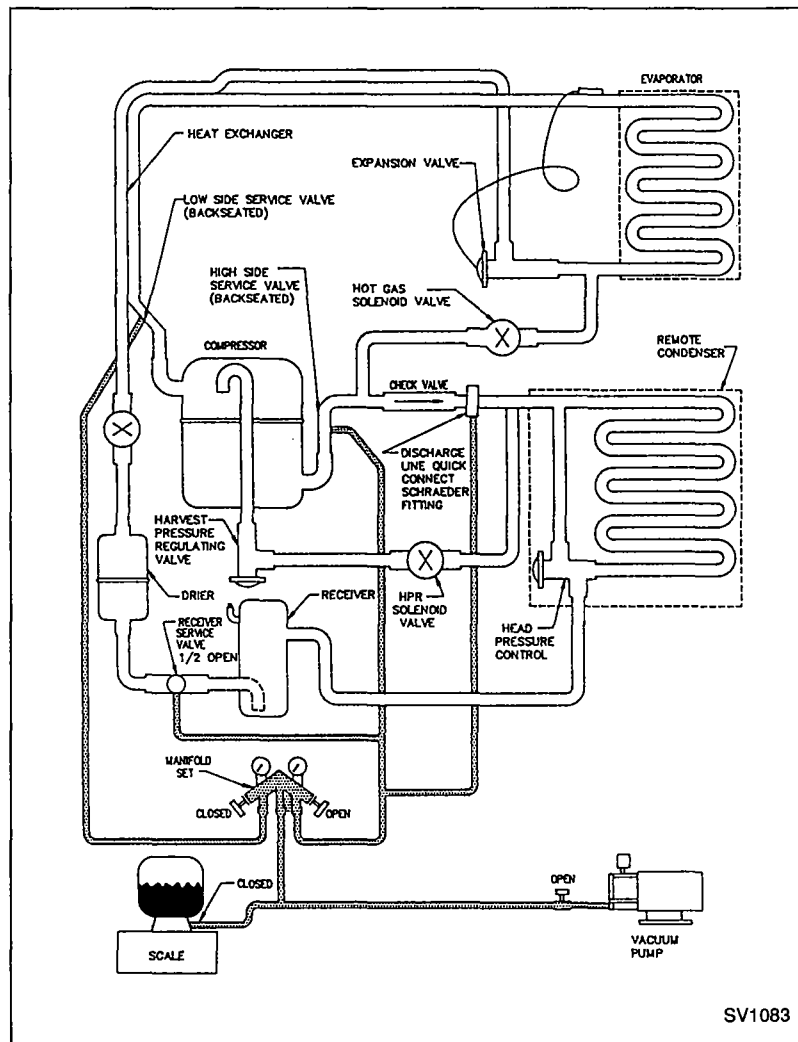 EVAPORATOR
HEAT EXCHANGER
EXPANSION VALVE
LOW SIDE SERVICE VALVE
(BACKSEATED)
HIGH SIDE
SERVICE VALVE
(BACKSEATED)
HOT GAS
SOLENOID VALVE
COMPRESSOR
REMOTE
CONDENSER
CHECK VALVE
DISCHARGE
LINE QUICK
CONNECT
SCHRAEDER
FITTING
HARVEST
PRESSURE
REGULATING
VALVE
DRIER
RECEIVER
HPR
SOLENOID
VALVE
HEAD
PRESSURE
CONTROL
RECEIVER
SERVICE
VALVE
1/2 OPEN
MANIFOLD
SET
CLOSED
OPEN
CLOSED
OPEN
SCALE
VACUUM
PUMP
SV1083